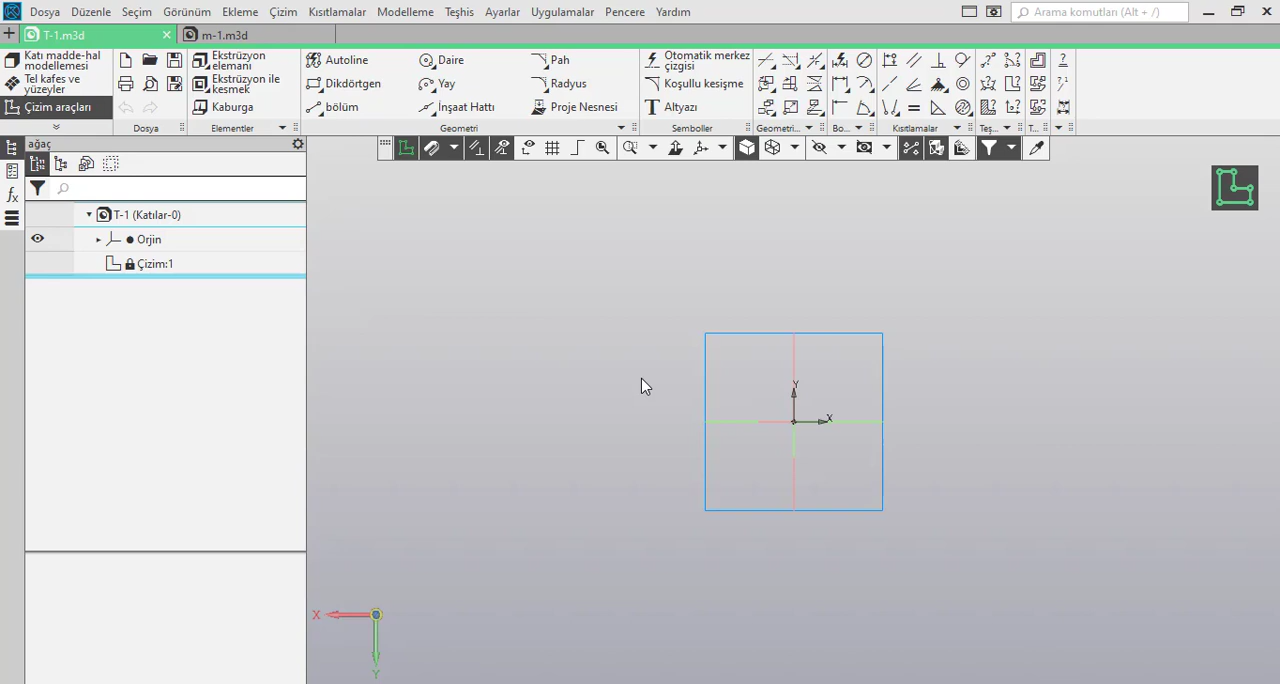 Dosya Düzenle Seçim Görünüm Ekleme Çizim Kısıtlamalar Modelleme Teşhis Ayarlar Uygulamalar Pencere Yardım
Arama komutları (Alt + /)
T-1.m3d
m-1.m3d
Katı madde-hal modellemesi
Tel kafes ve yüzeyler
Çizim araçları
Dosya
Ekstrüzyon elemanı
Ekstrüzyon ile kesmek
Kaburga
Elementler
Autoline
Dikdörtgen
bölüm
Daire
Yay
İnşaat Hattı
Pah
Radyus
Proje Nesnesi
Geometri
Otomatik merkez çizgisi
Koşullu kesişme
Altyazı
Semboller
Geometri...
Bo...
Kısıtlamalar
Teş...
T...
ağaç
T-1 (Katılar-0)
Orjin
Çizim:1
Y
X
X
Y